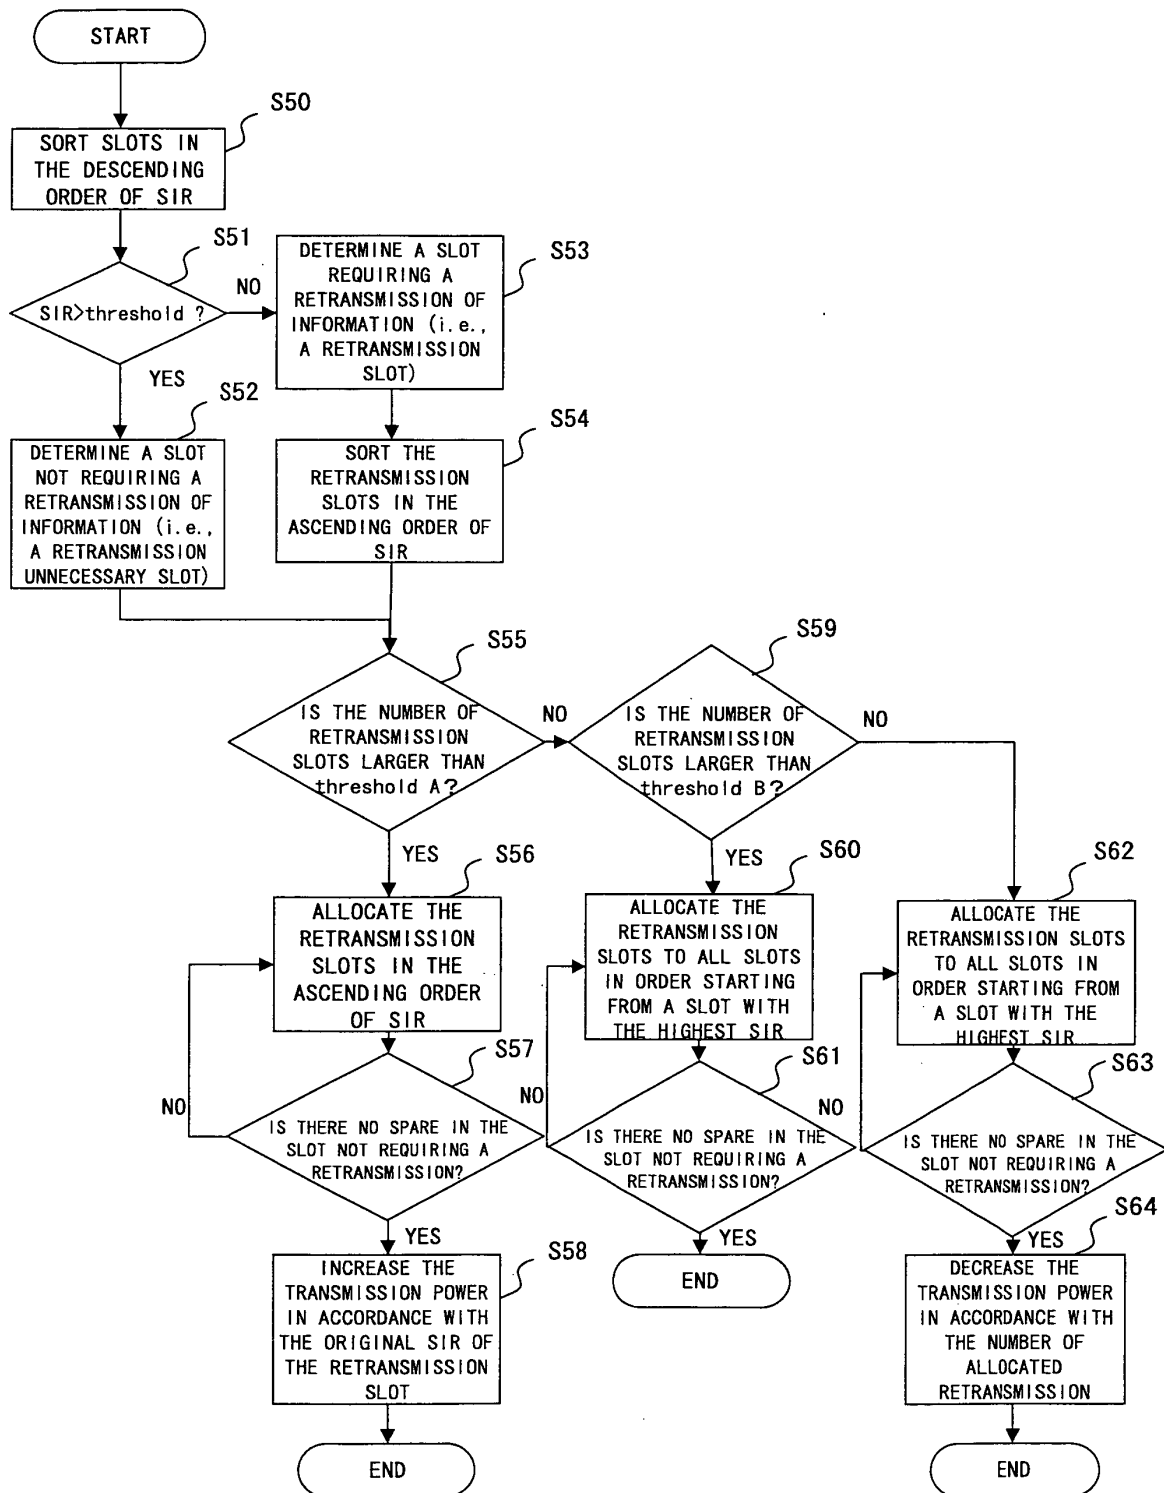 START
S50
SORT SLOTS IN
THE DESCENDING
ORDER OF SIR
S51
SIR>threshold ?
NO
YES
S53
DETERMINE A SLOT
REQUIRING A
RETRANSMISSION OF
INFORMATION (i.e.,
A RETRANSMISSION
SLOT)
S52
DETERMINE A SLOT
NOT REQUIRING A
RETRANSMISSION OF
INFORMATION (i.e.,
A RETRANSMISSION
UNNECESSARY SLOT)
S54
SORT THE
RETRANSMISSION
SLOTS IN THE
ASCENDING ORDER OF
SIR
S55
IS THE NUMBER OF
RETRANSMISSION
SLOTS LARGER THAN
threshold A?
NO
YES
S59
IS THE NUMBER OF
RETRANSMISSION
SLOTS LARGER THAN
threshold B?
NO
YES
S56
ALLOCATE THE
RETRANSMISSION
SLOTS IN THE
ASCENDING ORDER
OF SIR
S60
ALLOCATE THE
RETRANSMISSION
SLOTS TO ALL SLOTS
IN ORDER STARTING
FROM A SLOT WITH
THE HIGHEST SIR
S62
ALLOCATE THE
RETRANSMISSION SLOTS
TO ALL SLOTS IN
ORDER STARTING FROM
A SLOT WITH THE
HIGHEST SIR
S57
NO
IS THERE NO SPARE IN THE
SLOT NOT REQUIRING A
RETRANSMISSION?
YES
S61
NO
IS THERE NO SPARE IN THE
SLOT NOT REQUIRING A
RETRANSMISSION?
YES
S63
NO
IS THERE NO SPARE IN THE
SLOT NOT REQUIRING A
RETRANSMISSION?
YES
S58
INCREASE THE
TRANSMISSION POWER
IN ACCORDANCE WITH
THE ORIGINAL SIR OF
THE RETRANSMISSION
SLOT
END
END
S64
DECREASE THE
TRANSMISSION POWER
IN ACCORDANCE WITH
THE NUMBER OF
ALLOCATED
RETRANSMISSION
END